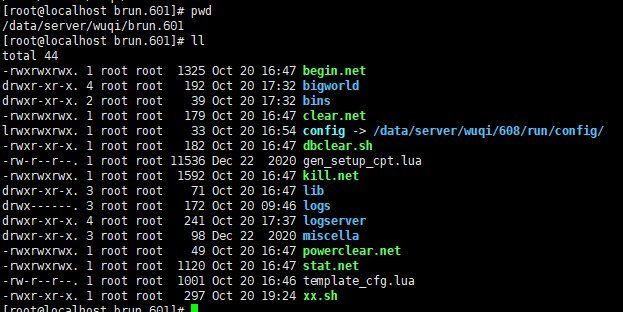 [root@localhost brun.601]# pwd
/data/server/wuqi/brun.601
[root@localhost brun.601]# ll
total 44
-rwxrwxrwx. 1 root root  1325 Oct 20 16:47 begin.net
drwxr-xr-x. 4 root root   192 Oct 20 17:32 bigworld
drwxr-xr-x. 2 root root    39 Oct 20 17:32 bins
-rwxrwxrwx. 1 root root   179 Oct 20 16:47 clear.net
lrwxrwxrwx. 1 root root    33 Oct 20 16:54 config -> /data/server/wuqi/608/run/config/
-rwxr-xr-x. 1 root root   182 Oct 20 16:47 dbclear.sh
-rw-r--r--. 1 root root 11536 Dec 22  2020 gen_setup_cpt.lua
-rwxrwxrwx. 1 root root  1592 Oct 20 16:47 kill.net
drwxr-xr-x. 3 root root    71 Oct 20 16:47 lib
drwx------. 3 root root   172 Oct 20 09:46 logs
drwxr-xr-x. 4 root root   241 Oct 20 17:37 logserver
drwxr-xr-x. 3 root root    98 Dec 22  2020 miscella
-rwxrwxrwx. 1 root root    49 Oct 20 16:47 powerclear.net
-rwxrwxrwx. 1 root root  1120 Oct 20 16:47 stat.net
-rw-r--r--. 1 root root  1001 Oct 20 16:46 template_cfg.lua
-rwxr-xr-x. 1 root root   297 Oct 20 19:24 xx.sh
[root@localhost brun.601]#